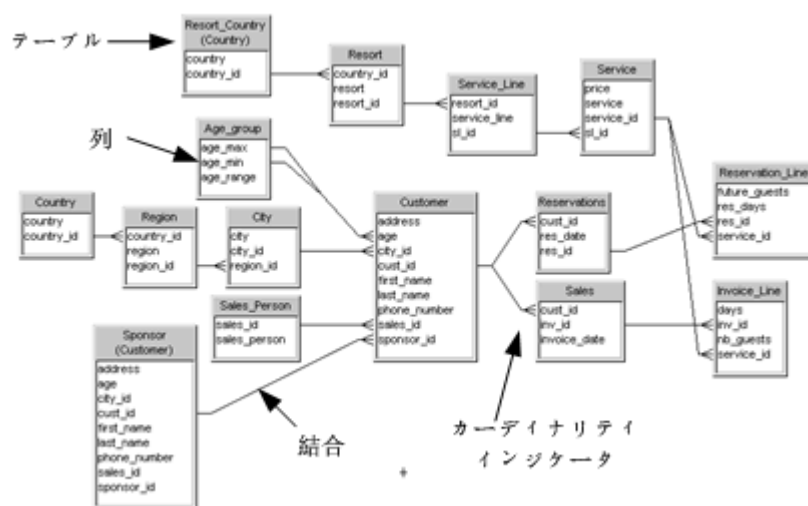 テーブル
Resort_Country
(Country)
country
country_id
Resort
country_id
resort
resort_id
Service_Line
resort_id
service_line
sl_id
Service
price
service
service_id
sl_id
列
Age_group
age_max
age_min
age_range
Country
country
country_id
Region
country_id
region
region_id
City
city
city_id
region_id
Customer
address
age
city_id
cust_id
first_name
last_name
phone_number
sales_id
sponsor_id
Reservations
cust_id
res_date
res_id
Reservation_Line
future_guests
res_days
res_id
service_id
Sales_Person
sales_id
sales_person
Sales
cust_id
inv_id
invoice_date
Invoice_Line
days
inv_id
nb_guests
service_id
Sponsor
(Customer)
address
age
city_id
cust_id
first_name
last_name
phone_number
sales_id
sponsor_id
結合
カーディナリティ
インジケータ